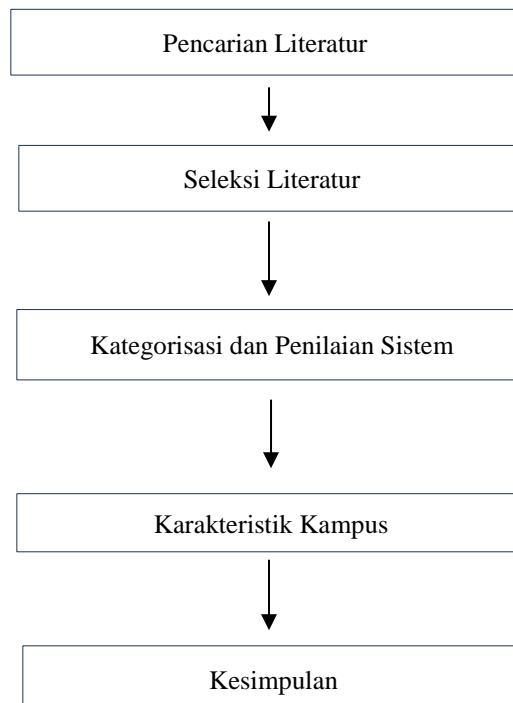 Pencarian Literatur
Seleksi Literatur
Kategorisasi dan Penilaian Sistem
Karakteristik Kampus
Kesimpulan